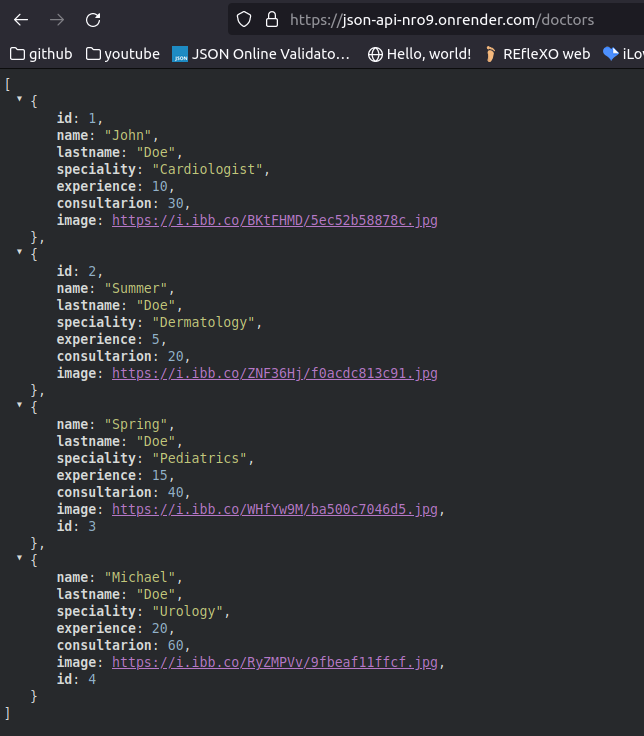 https://json-api-nro9.onrender.com/doctors
github youtube JSON Online Validato… Hello, world! REfleXO web iLov
[
{
id: 1,
name: "John",
lastname: "Doe",
speciality: "Cardiologist",
experience: 10,
consultarion: 30,
image: https://i.ibb.co/BKtFHMD/5ec52b58878c.jpg
},
{
id: 2,
name: "Summer",
lastname: "Doe",
speciality: "Dermatology",
experience: 5,
consultarion: 20,
image: https://i.ibb.co/ZNF36Hj/f0acdc813c91.jpg
},
{
name: "Spring",
lastname: "Doe",
speciality: "Pediatrics",
experience: 15,
consultarion: 40,
image: https://i.ibb.co/WHfYw9M/ba500c7046d5.jpg,
id: 3
},
{
name: "Michael",
lastname: "Doe",
speciality: "Urology",
experience: 20,
consultarion: 60,
image: https://i.ibb.co/RyZMPVv/9fbeaf11ffcf.jpg,
id: 4
}
]